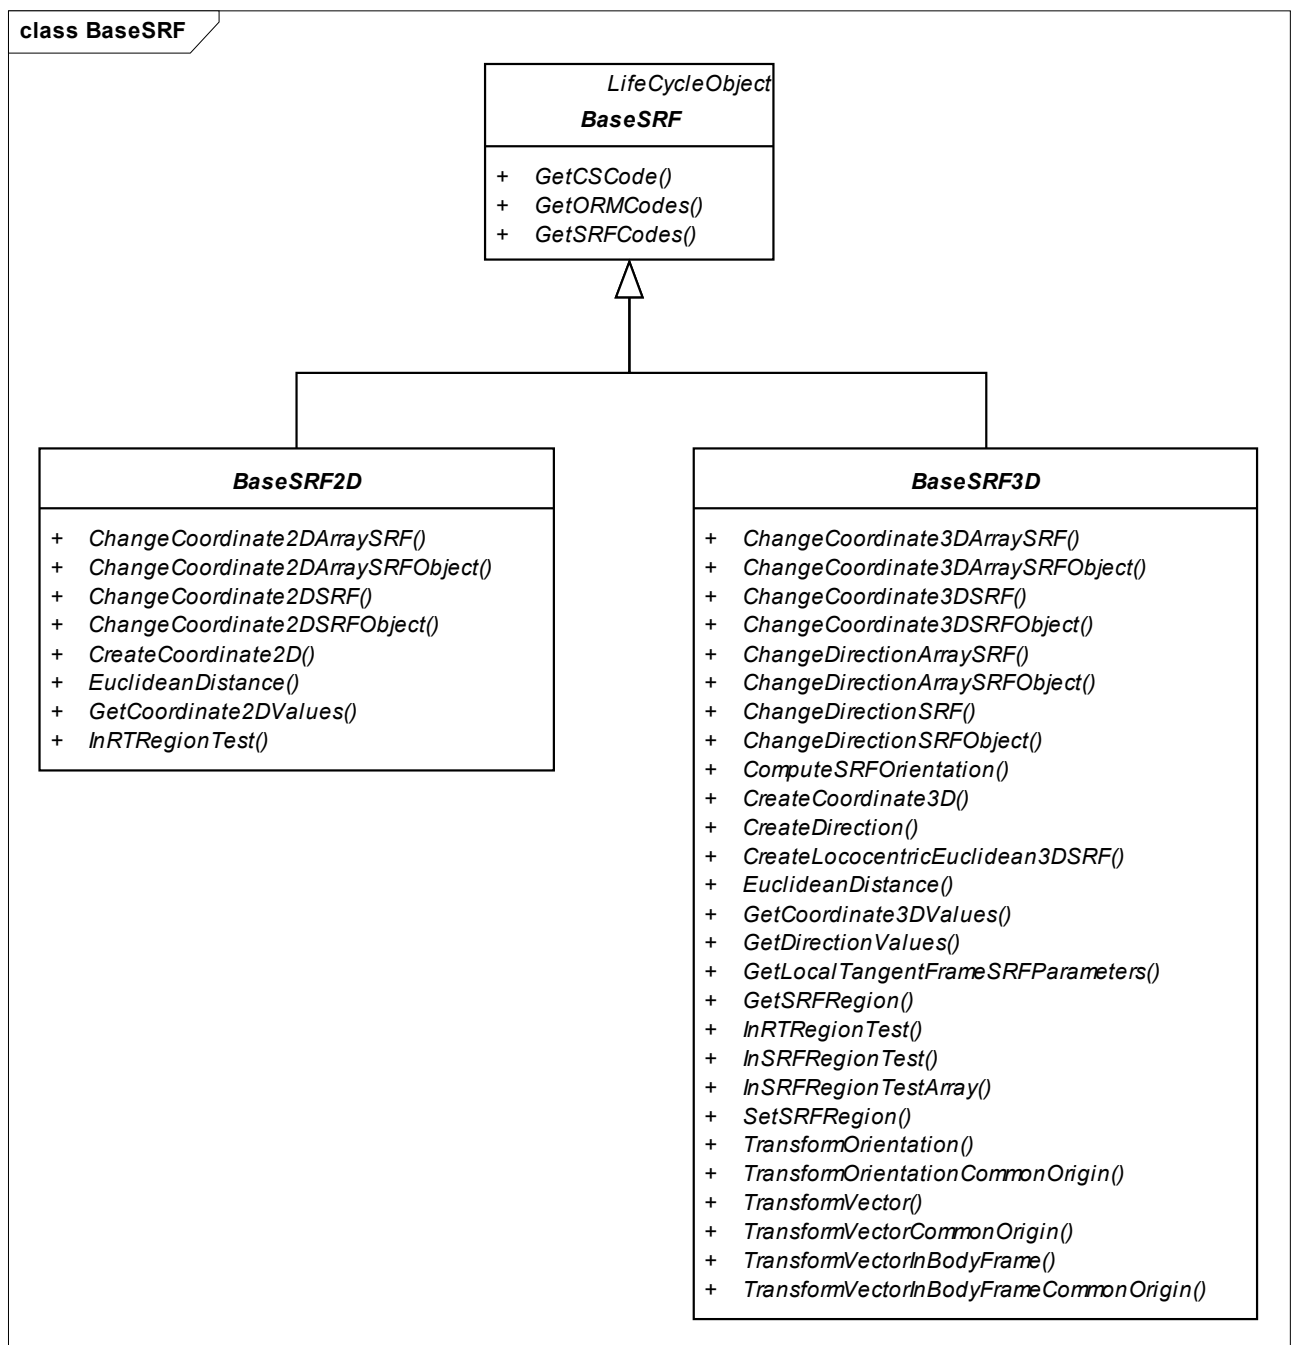 class BaseSRF
LifeCycleObject
BaseSRF
+ GetCSCode()
+ GetORMCodes()
+ GetSRFCodes()
BaseSRF2D
+ ChangeCoordinate2DArraySRF()
+ ChangeCoordinate2DArraySRFObject()
+ ChangeCoordinate2DSRF()
+ ChangeCoordinate2DSRFObject()
+ CreateCoordinate2D()
+ EuclideanDistance()
+ GetCoordinate2DValues()
+ InRTRegionTest()
BaseSRF3D
+ ChangeCoordinate3DArraySRF()
+ ChangeCoordinate3DArraySRFObject()
+ ChangeCoordinate3DSRF()
+ ChangeCoordinate3DSRFObject()
+ ChangeDirectionArraySRF()
+ ChangeDirectionArraySRFObject()
+ ChangeDirectionSRF()
+ ChangeDirectionSRFObject()
+ ComputeSRFOrientation()
+ CreateCoordinate3D()
+ CreateDirection()
+ CreateLococentricEuclidean3DSRF()
+ EuclideanDistance()
+ GetCoordinate3DValues()
+ GetDirectionValues()
+ GetLocalTangentFrameSRFParameters()
+ GetSRFRegion()
+ InRTRegionTest()
+ InSRFRegionTest()
+ InSRFRegionTestArray()
+ SetSRFRegion()
+ TransformOrientation()
+ TransformOrientationCommonOrigin()
+ TransformVector()
+ TransformVectorCommonOrigin()
+ TransformVectorInBodyFrame()
+ TransformVectorInBodyFrameCommonOrigin()